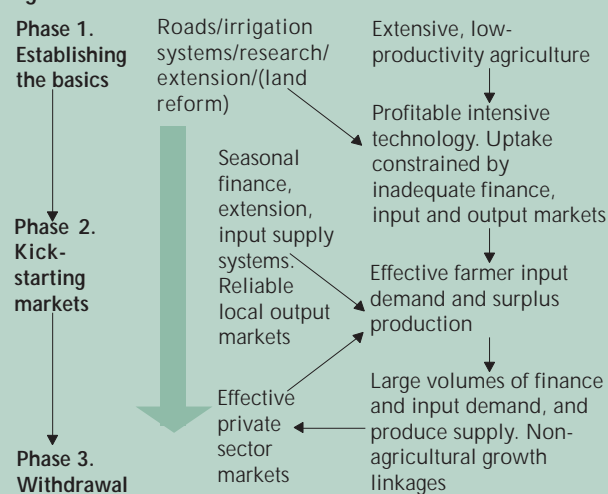 Phase 1.
Establishing
the basics
Roads/irrigation
systems/research/
extension/(land
reform)
Extensive, low-
productivity agriculture
Profitable intensive
technology. Uptake
constrained by
inadequate finance,
input and output markets
Seasonal
finance,
extension,
input supply
systems.
Reliable
local output
markets
Phase 2.
Kick-
starting
markets
Effective farmer input
demand and surplus
production
Large volumes of finance
and input demand, and
produce supply. Non-
agricultural growth
linkages
Effective
private
sector
markets
Phase 3.
Withdrawal